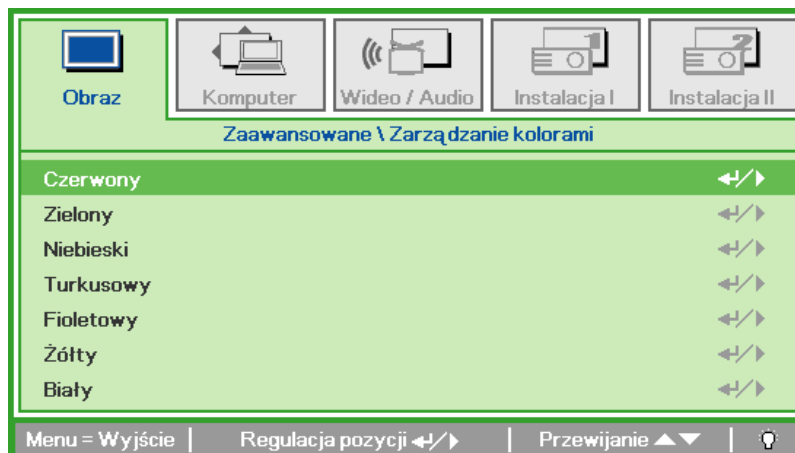 Obraz
Komputer
Wideo / Audio
Instalacja I
Instalacja II
Zaawansowane \ Zarządzanie kolorami
Czerwony
Zielony
Niebieski
Turkusowy
Fioletowy
Żółty
Biały
Menu = Wyjście | Regulacja pozycji ↵/▶ | Przewijanie ▲▼ |